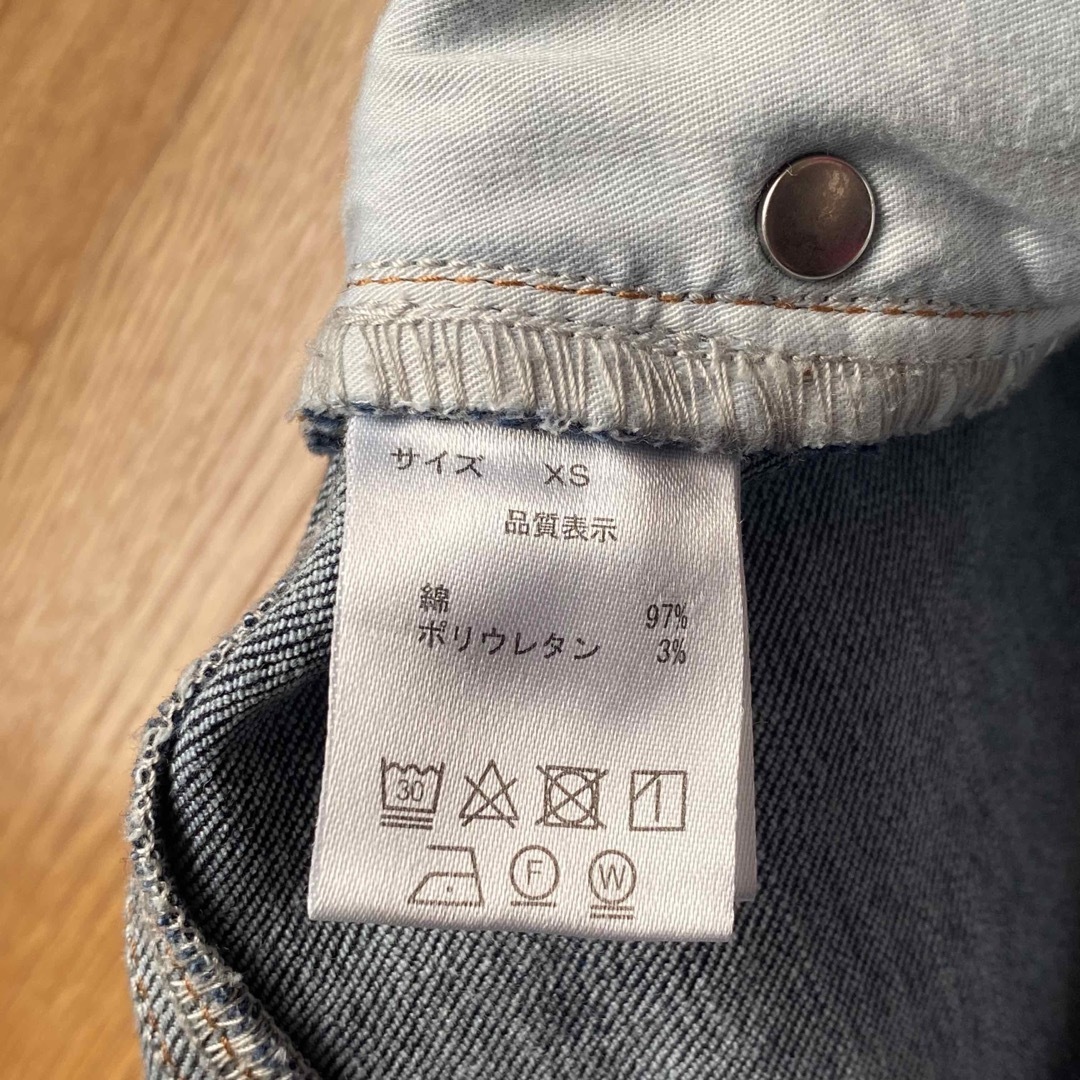 サイズ XS
品質表示
綿 97%
ポリウレタン 3%
30
F W